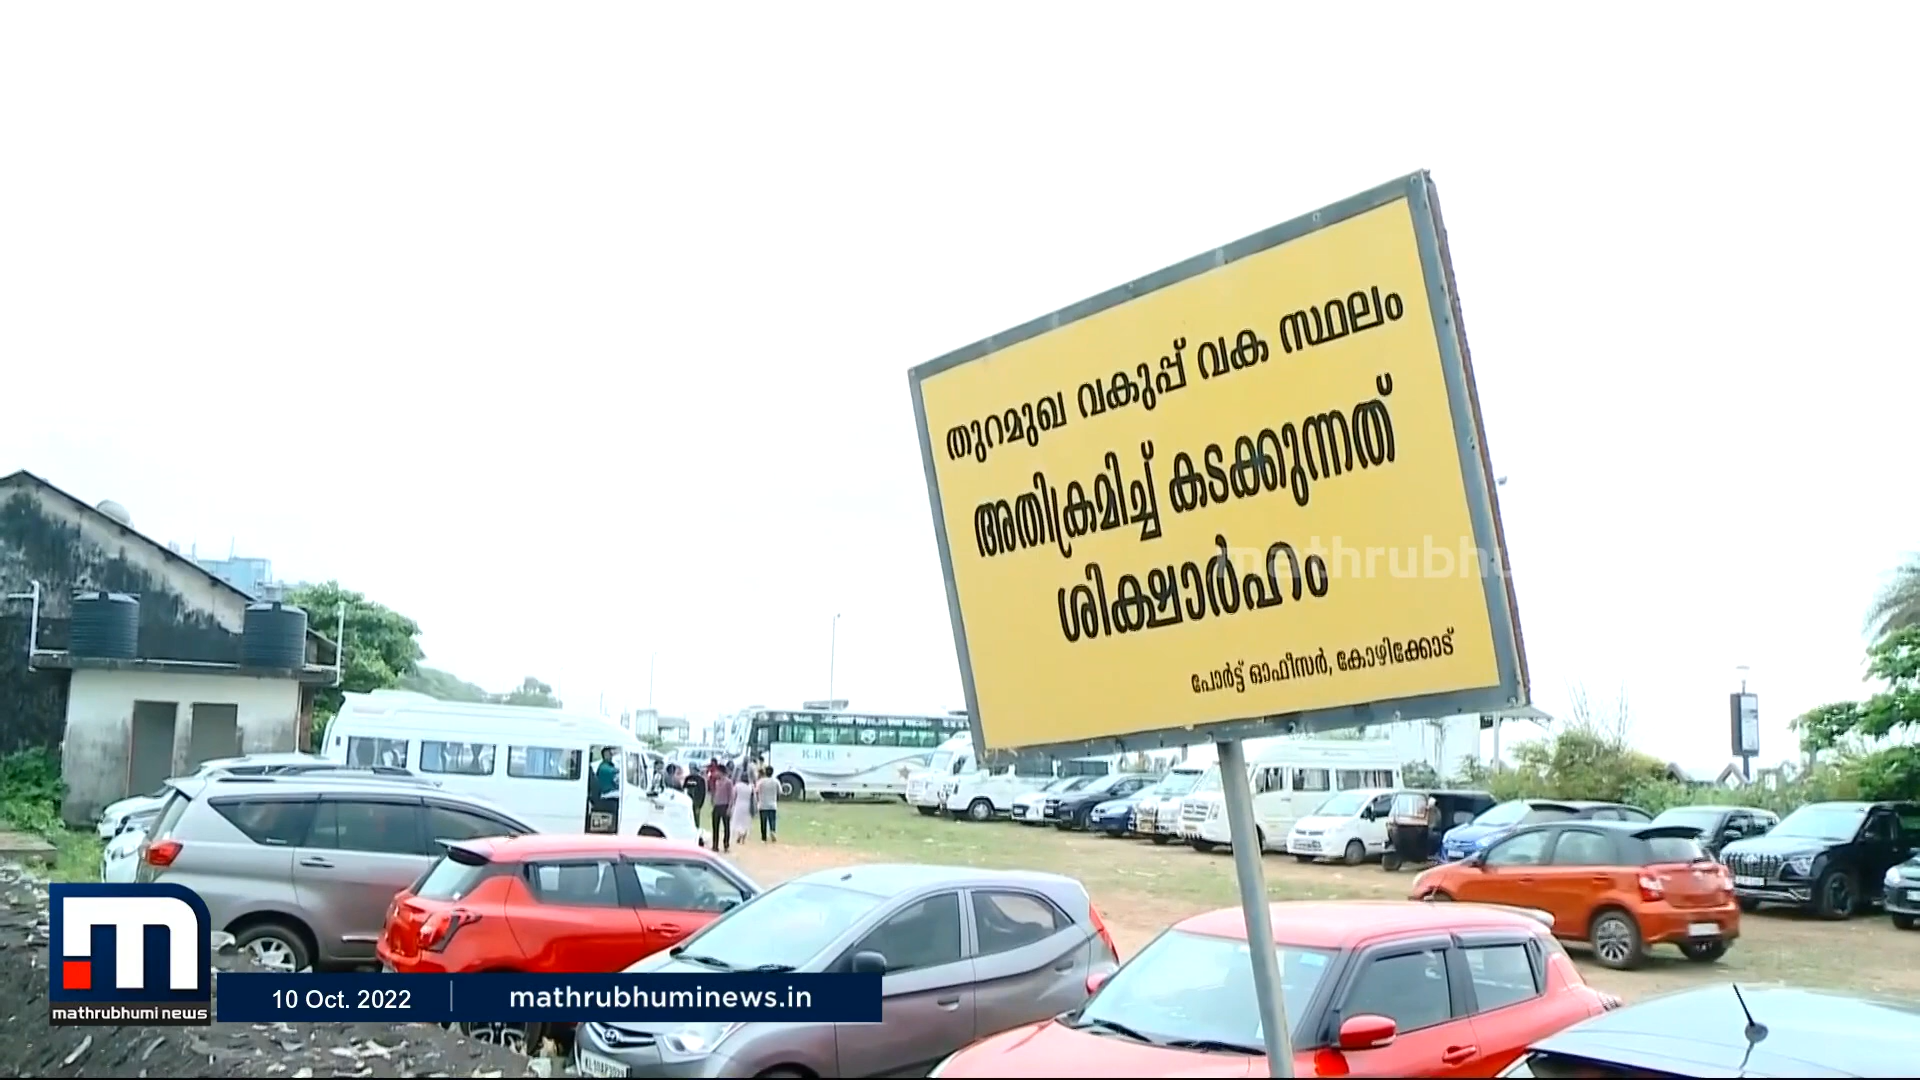 തുറമുഖ വകുപ്പ് വക സ്ഥലം
അതിക്രമിച്ച് കടക്കുന്നത്
ശിക്ഷാർഹം
പോർട്ട് ഓഫീസർ, കോഴിക്കോട്
mathrubhu
K.R.B
mathrubhumi news
10 Oct. 2022
mathrubhuminews.in